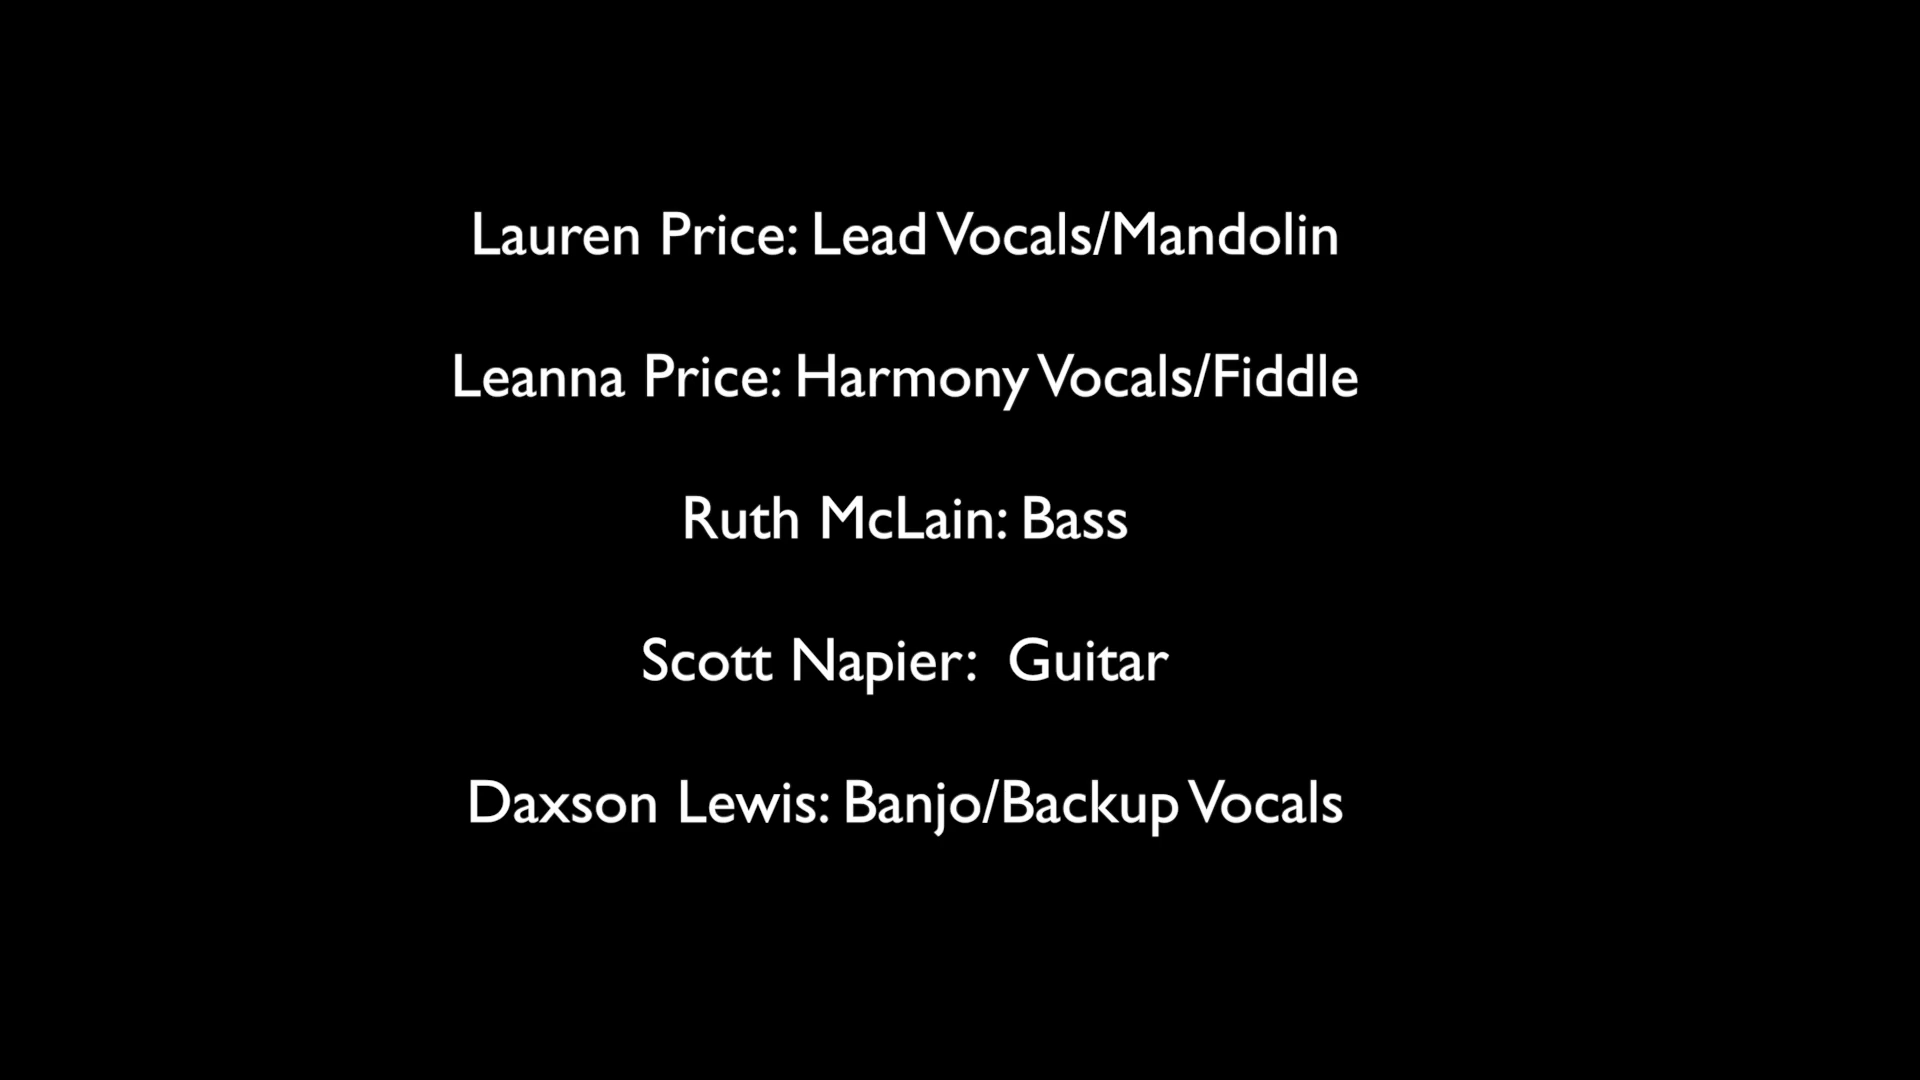 Lauren Price: Lead Vocals/Mandolin
Leanna Price: Harmony Vocals/Fiddle
Ruth McLain: Bass
Scott Napier:  Guitar
Daxson Lewis: Banjo/Backup Vocals